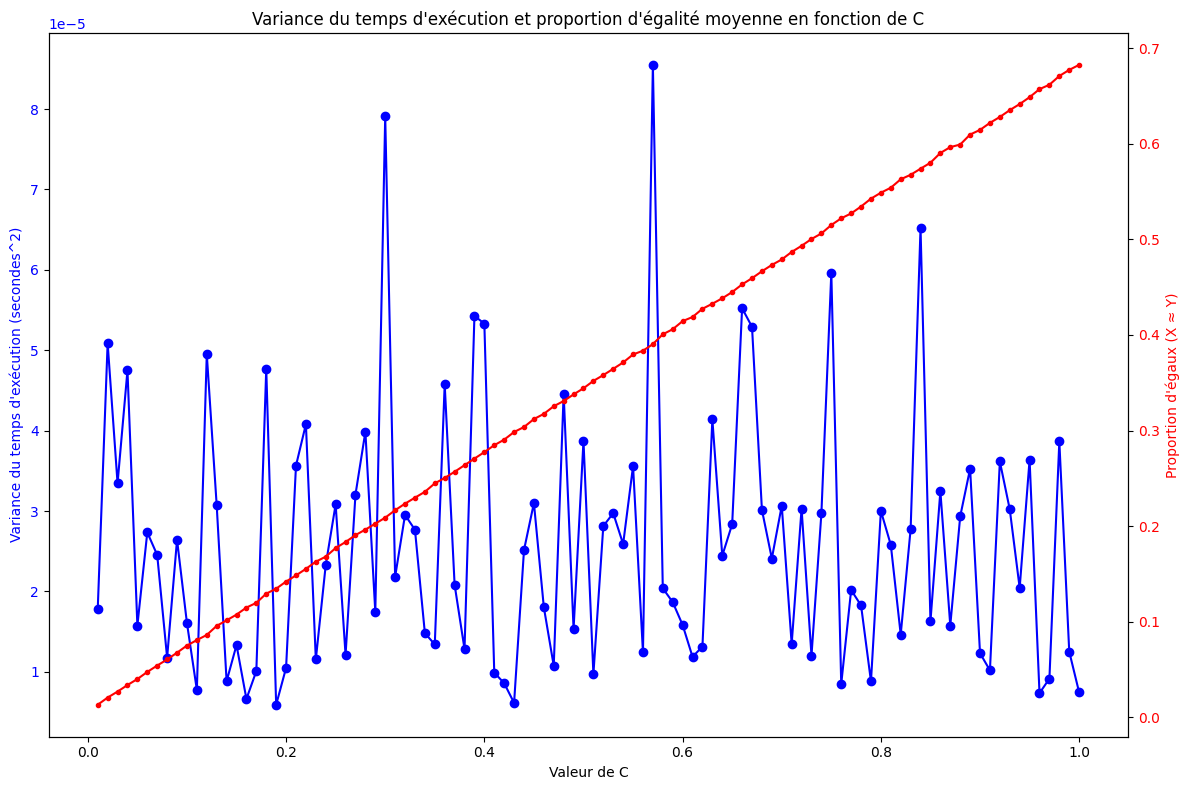 Variance du temps d'exécution et proportion d'égalité moyenne en fonction de C
1e−5
8
7
6
5
4
3
2
1
Variance du temps d'exécution (secondes^2)
0.7
0.6
0.5
0.4
0.3
0.2
0.1
0.0
Proportion d'égaux (X ≈ Y)
0.0 0.2 0.4 0.6 0.8 1.0
Valeur de C